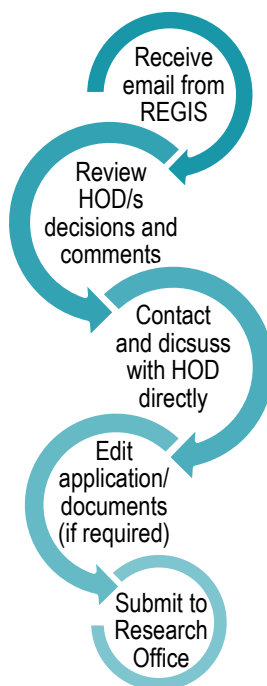 Receive
email from
REGIS
Review
HOD/s
decisions and
comments
Contact
and dicsuss
with HOD
directly
Edit
application/
documents
(if required)
Submit to
Research
Office